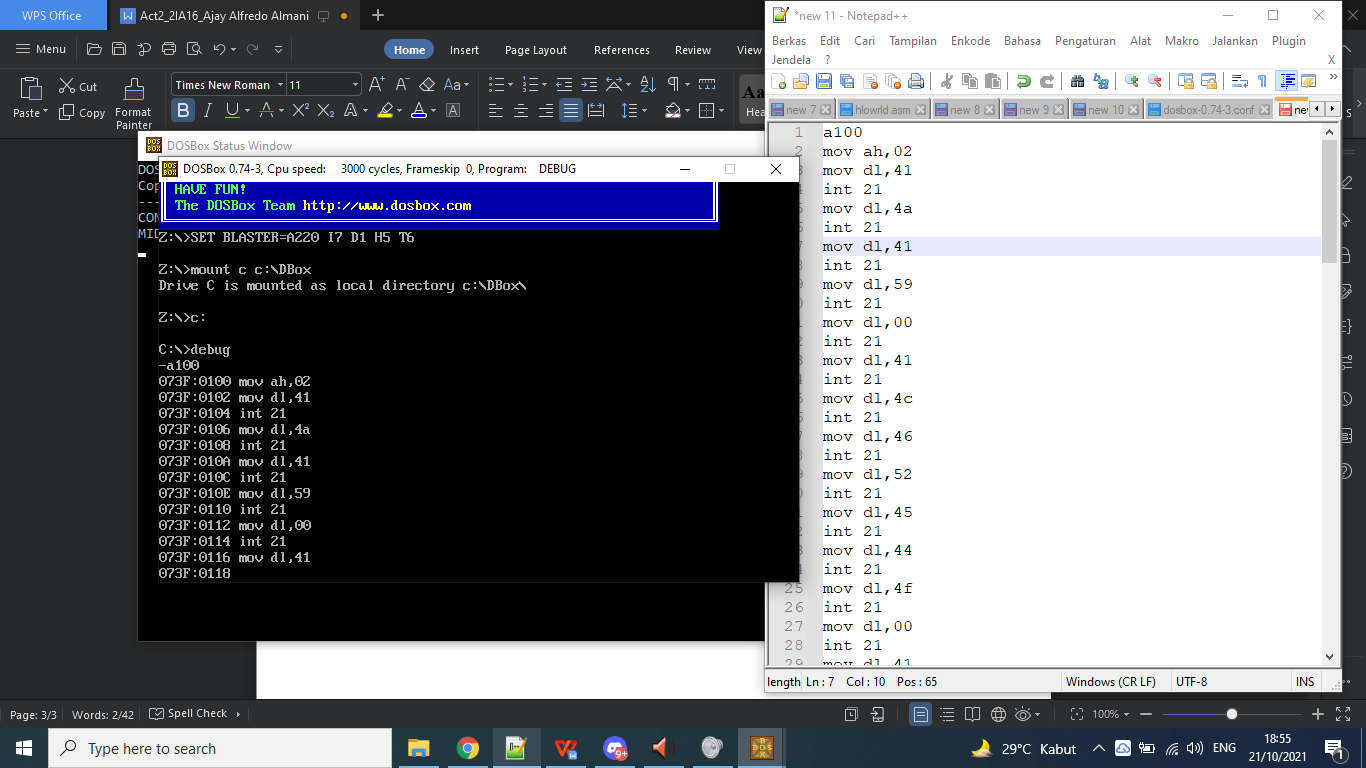 WPS Office
Act2_2IA16_Ajay Alfredo Almani
Menu
Home
Insert
Page Layout
References
Review
View
Paste
Cut
Copy
Format
Painter
Times New Roman
11
DOSBox Status Window
DOSBox 0.74-3, Cpu speed: 3000 cycles, Frameskip 0, Program: DEBUG
HAVE FUN!
The DOSBox Team http://www.dosbox.com
Z:\>SET BLASTER=A220 I7 D1 H5 T6
Z:\>mount c c:\DBox
Drive C is mounted as local directory c:\DBox\
Z:\>c:
C:\>debug
-a100
073F:0100 mov ah,02
073F:0102 mov dl,41
073F:0104 int 21
073F:0106 mov dl,4a
073F:0108 int 21
073F:010A mov dl,41
073F:010C int 21
073F:010E mov dl,59
073F:0110 int 21
073F:0112 mov dl,00
073F:0114 int 21
073F:0116 mov dl,41
073F:0118
*new 11 - Notepad++
Berkas Edit Cari Tampilan Enkode Bahasa Pengaturan Alat Makro Jalankan Plugin
Jendela ? X
new 7
hlowrld.asm
new 8
new 9
new 10
dosbox-0.74-3.conf
1 a100
mov ah,02
mov dl,41
int 21
mov dl,4a
int 21
mov dl,41
int 21
mov dl,59
int 21
mov dl,00
int 21
mov dl,41
int 21
mov dl,4c
int 21
mov dl,46
int 21
mov dl,52
int 21
mov dl,45
int 21
mov dl,44
int 21
25 mov dl,4f
26 int 21
27 mov dl,00
28 int 21
29 mov dl,41
length Ln : 7 Col : 10 Pos : 65 Windows (CR LF) UTF-8 INS
Page: 3/3 Words: 2/42 Spell Check 100%
Type here to search
29°C Kabut
ENG
18:55
21/10/2021